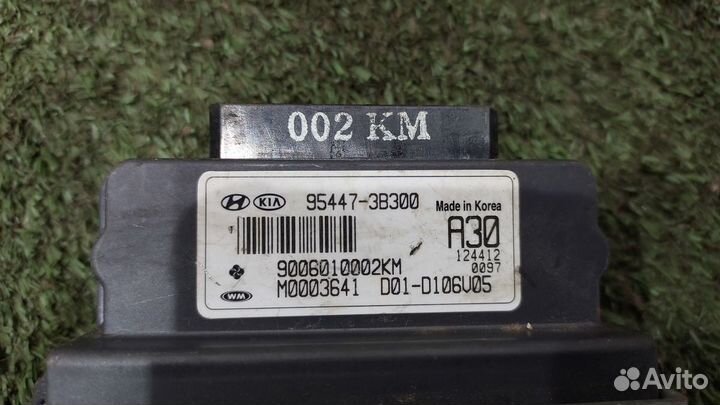 002 KM
KIA 95447-3B300 Made in Korea
A30
124412
0097
9006010002KM
M0003641 D01-D106V05
WM
Avito